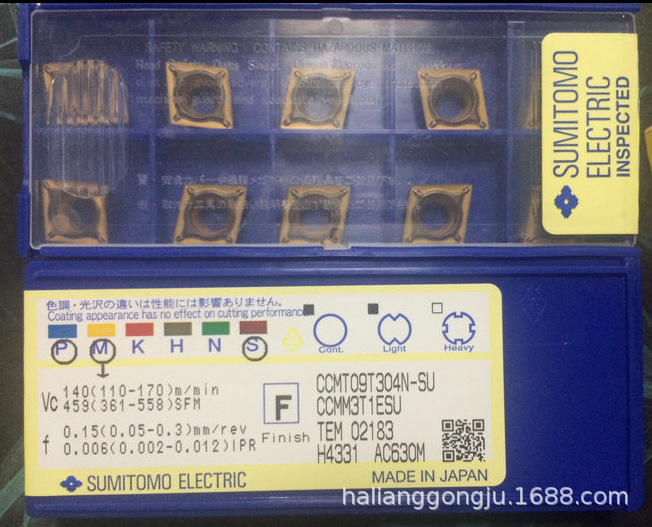 SAFETY WARNING : CONTAINS HAZARDOUS MATERIAL
SUMITOMO
ELECTRIC
INSPECTED
色調・光沢の違いは性能には影響ありません。
Coating appearance has no effect on cutting performance.
P M K H N S
Cont. Light Heavy
Vc 140(110-170)m/min
459(361-558)SFM
f 0.15(0.05-0.3)mm/rev
0.006(0.002-0.012)IPR
F
Finish
CCMT09T304N-SU
CCMM3T1ESU
TEM 02183
H4331 AC630M
SUMITOMO ELECTRIC
MADE IN JAPAN
hallanggongju.1688.com